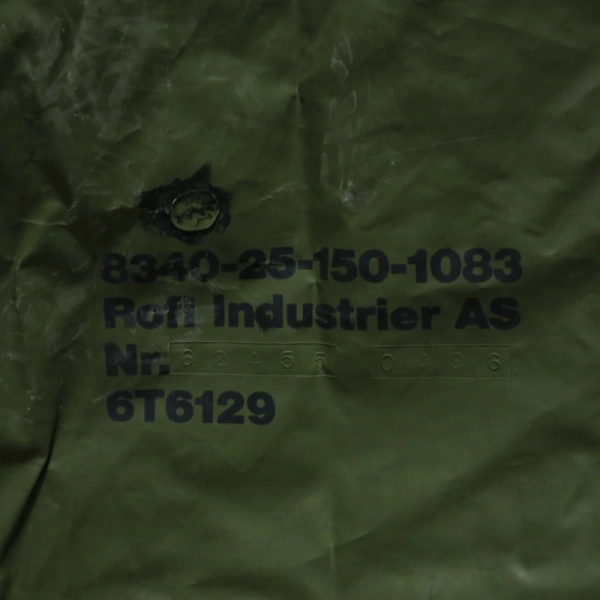 8340-25-150-1083
Rofi Industrier AS
Nr. 62455 0496
6T6129